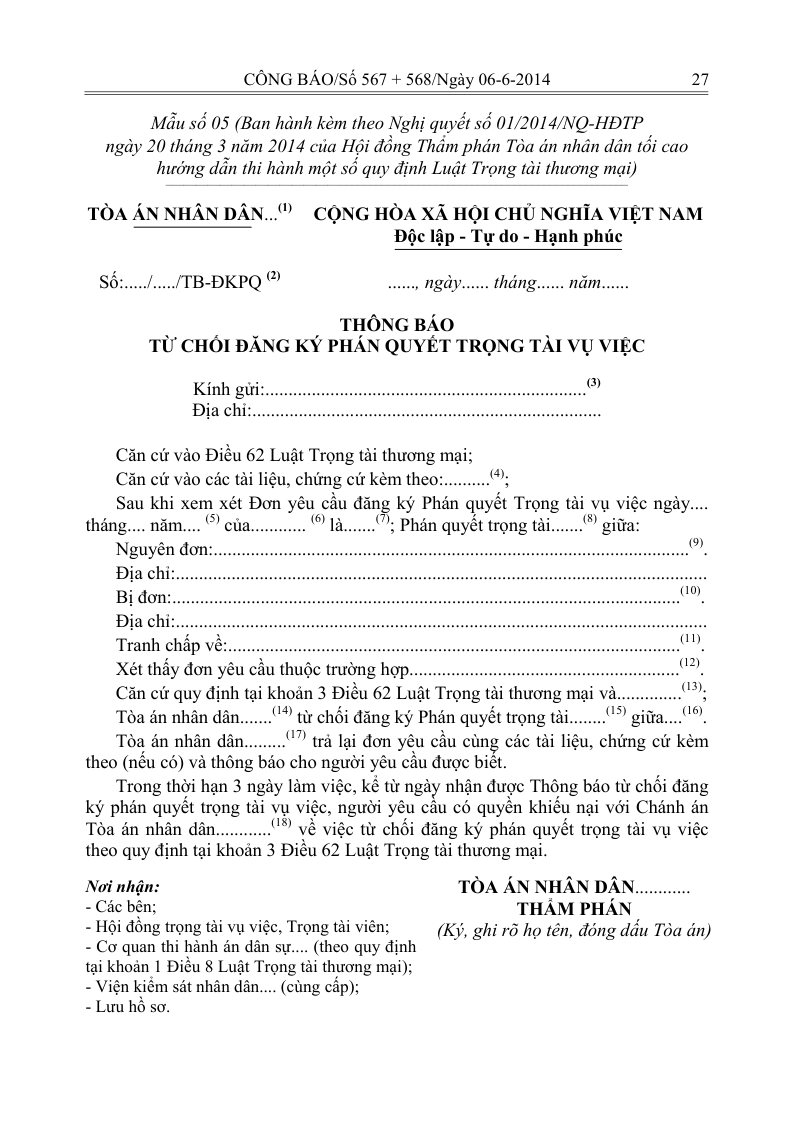 CÔNG BÁO/Số 567 + 568/Ngày 06-6-2014 27
Mẫu số 05 (Ban hành kèm theo Nghị quyết số 01/2014/NQ-HĐTP
ngày 20 tháng 3 năm 2014 của Hội đồng Thẩm phán Tòa án nhân dân tối cao
hướng dẫn thi hành một số quy định Luật Trọng tài thương mại)
TÒA ÁN NHÂN DÂN...(1) CỘNG HÒA XÃ HỘI CHỦ NGHĨA VIỆT NAM
Độc lập - Tự do - Hạnh phúc
Số:...../...../TB-ĐKPQ (2) ......, ngày...... tháng...... năm......
THÔNG BÁO
TỪ CHỐI ĐĂNG KÝ PHÁN QUYẾT TRỌNG TÀI VỤ VIỆC
Kính gửi:.....................................................................(3)
Địa chỉ:...........................................................................
Căn cứ vào Điều 62 Luật Trọng tài thương mại;
Căn cứ vào các tài liệu, chứng cứ kèm theo:..........(4);
Sau khi xem xét Đơn yêu cầu đăng ký Phán quyết Trọng tài vụ việc ngày....
tháng.... năm.... (5) của............ (6) là.......(7); Phán quyết trọng tài.......(8) giữa:
Nguyên đơn:.......................................................................................................(9).
Địa chỉ:...................................................................................................................
Bị đơn:..............................................................................................................(10).
Địa chỉ:...................................................................................................................
Tranh chấp về:..................................................................................................(11).
Xét thấy đơn yêu cầu thuộc trường hợp..........................................................(12).
Căn cứ quy định tại khoản 3 Điều 62 Luật Trọng tài thương mại và..............(13);
Tòa án nhân dân.......(14) từ chối đăng ký Phán quyết trọng tài........(15) giữa....(16).
Tòa án nhân dân.........(17) trả lại đơn yêu cầu cùng các tài liệu, chứng cứ kèm
theo (nếu có) và thông báo cho người yêu cầu được biết.
Trong thời hạn 3 ngày làm việc, kể từ ngày nhận được Thông báo từ chối đăng
ký phán quyết trọng tài vụ việc, người yêu cầu có quyền khiếu nại với Chánh án
Tòa án nhân dân............(18) về việc từ chối đăng ký phán quyết trọng tài vụ việc
theo quy định tại khoản 3 Điều 62 Luật Trọng tài thương mại.
Nơi nhận:
- Các bên;
- Hội đồng trọng tài vụ việc, Trọng tài viên;
- Cơ quan thi hành án dân sự.... (theo quy định
tại khoản 1 Điều 8 Luật Trọng tài thương mại);
- Viện kiểm sát nhân dân.... (cùng cấp);
- Lưu hồ sơ.
TÒA ÁN NHÂN DÂN............
THẨM PHÁN
(Ký, ghi rõ họ tên, đóng dấu Tòa án)